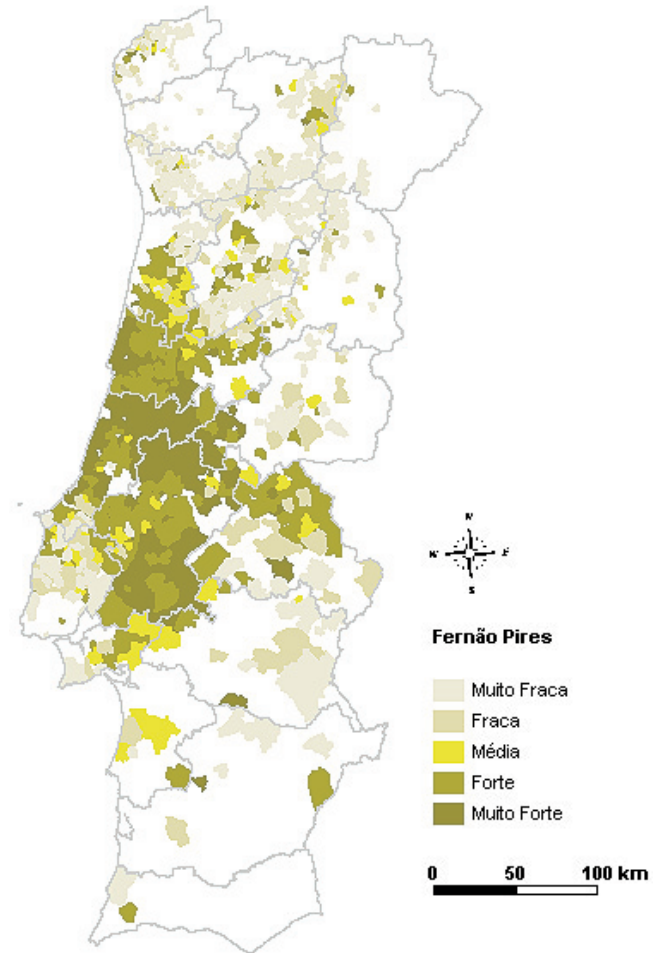 N
W E
S
Fernão Pires
Muito Fraca
Fraca
Média
Forte
Muito Forte
0 50 100 km